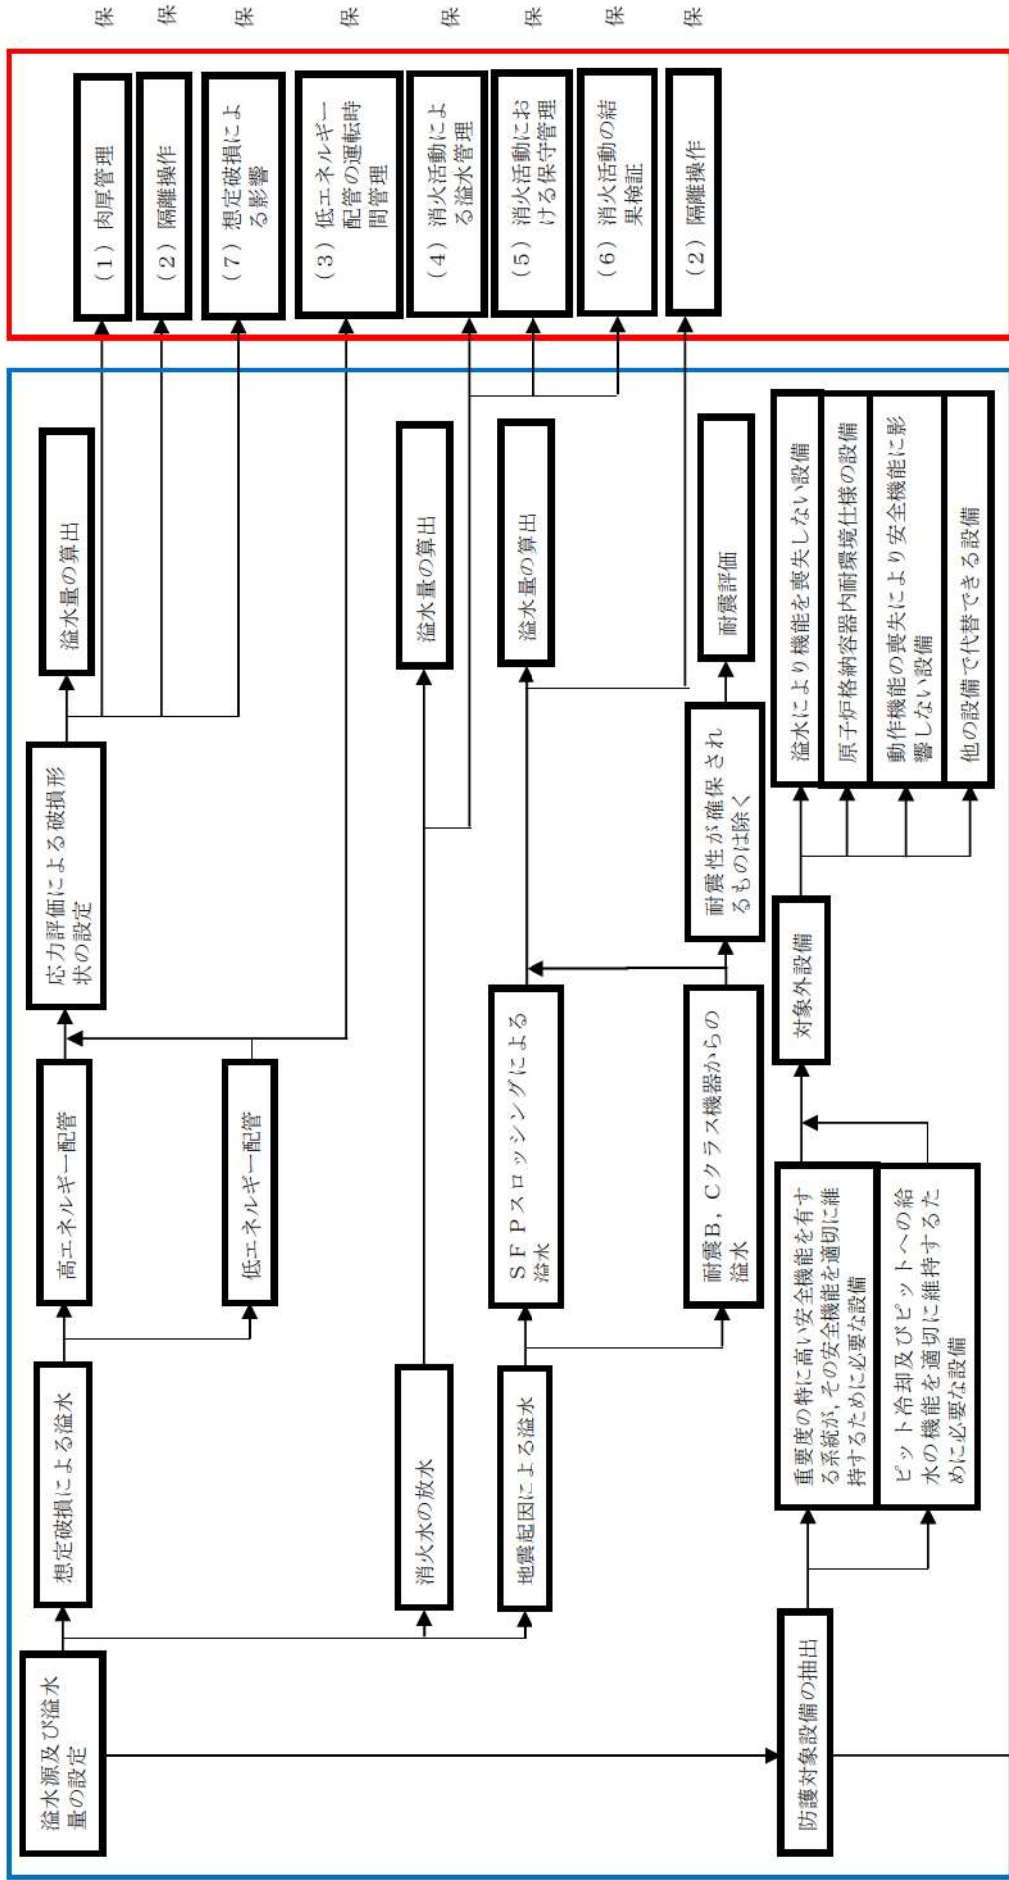 溢水源及び溢水
量の設定
想定破損による溢水
高エネルギー配管
応力評価による破損形
状の設定
溢水量の算出
(1) 肉厚管理
保
(2) 隔離操作
保
(7) 想定破損によ
る影響
保
低エネルギー配管
(3) 低エネルギー
配管の運転時
間管理
保
消火水の放水
溢水量の算出
(4) 消火活動によ
る溢水管理
保
(5) 消火活動にお
ける保守管理
保
(6) 消火活動の結
果検証
保
地震起因による溢水
SFPスロッシングによる
溢水
溢水量の算出
(2) 隔離操作
保
耐震B,Cクラス機器からの
溢水
耐震性が確保され
るものは除く
耐震評価
防護対象設備の抽出
重要度の特に高い安全機能を有す
る系統が,その安全機能を適切に維
持するために必要な設備
ピット冷却及びピットへの給
水の機能を適切に維持するた
めに必要な設備
対象外設備
溢水により機能を喪失しない設備
原子炉格納容器内耐環境仕様の設備
動作機能の喪失により安全機能に影
響しない設備
他の設備で代替できる設備